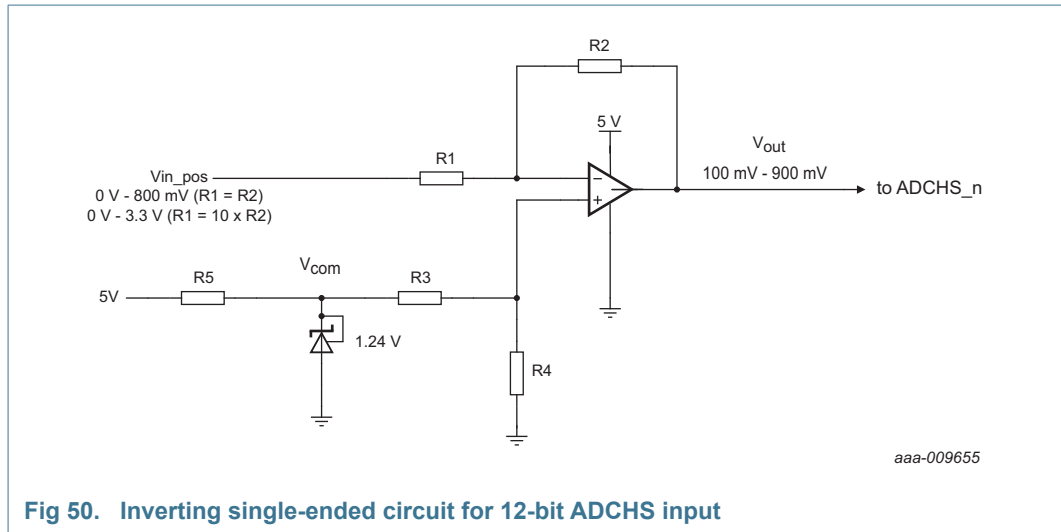 R2
5 V
Vout
R1
Vin_pos
100 mV - 900 mV
to ADCHS_n
0 V - 800 mV (R1 = R2)
0 V - 3.3 V (R1 = 10 x R2)
−
+
Vcom
R5
R3
5V
1.24 V
R4
aaa-009655
Fig 50. Inverting single-ended circuit for 12-bit ADCHS input